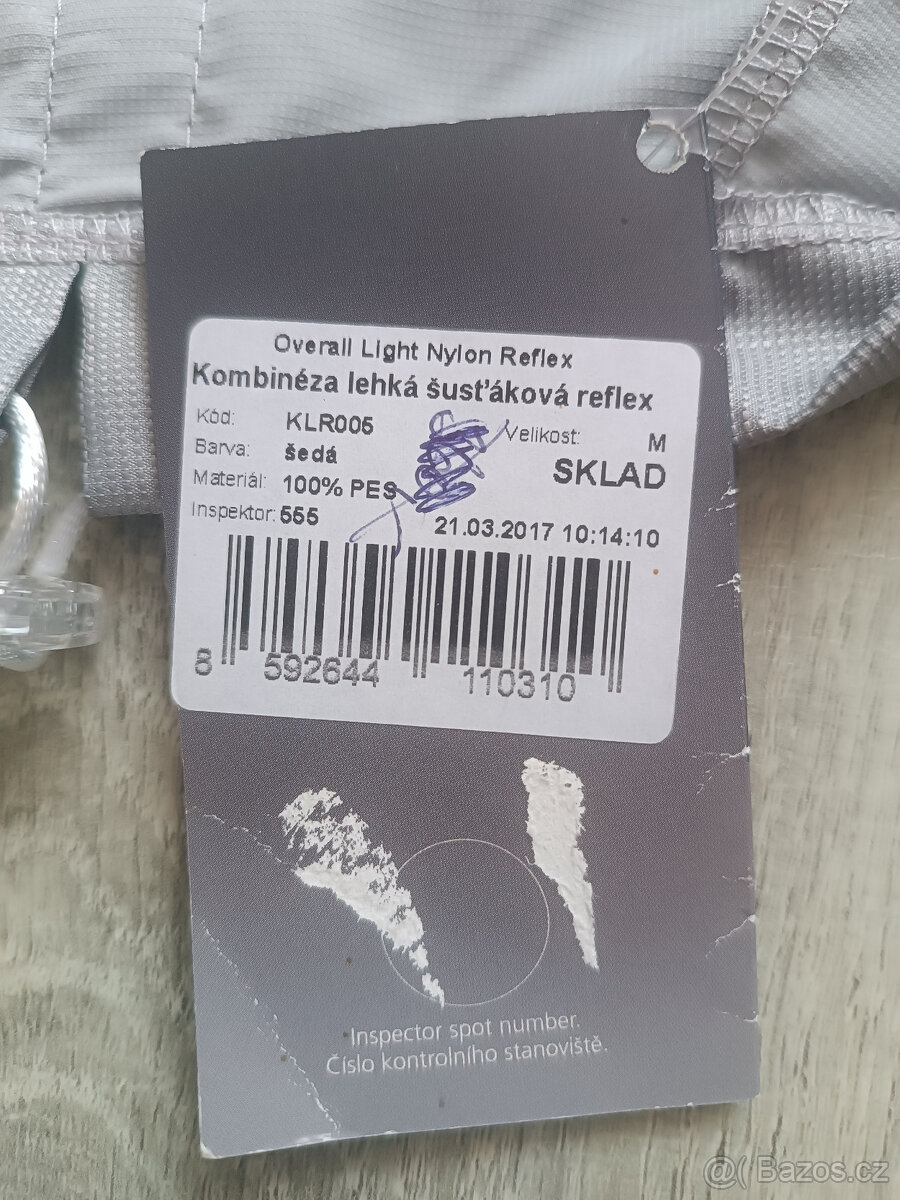 Overall Light Nylon Reflex
Kombinéza lehká šusťáková reflex
Kód: KLR005 Velikost: M
Barva: šedá SKLAD
Materiál: 100% PES
Inspektor: 555 21.03.2017 10:14:10
8 592644 110310
Inspector spot number.
Číslo kontrolního stanoviště.
@( Bazos.cz